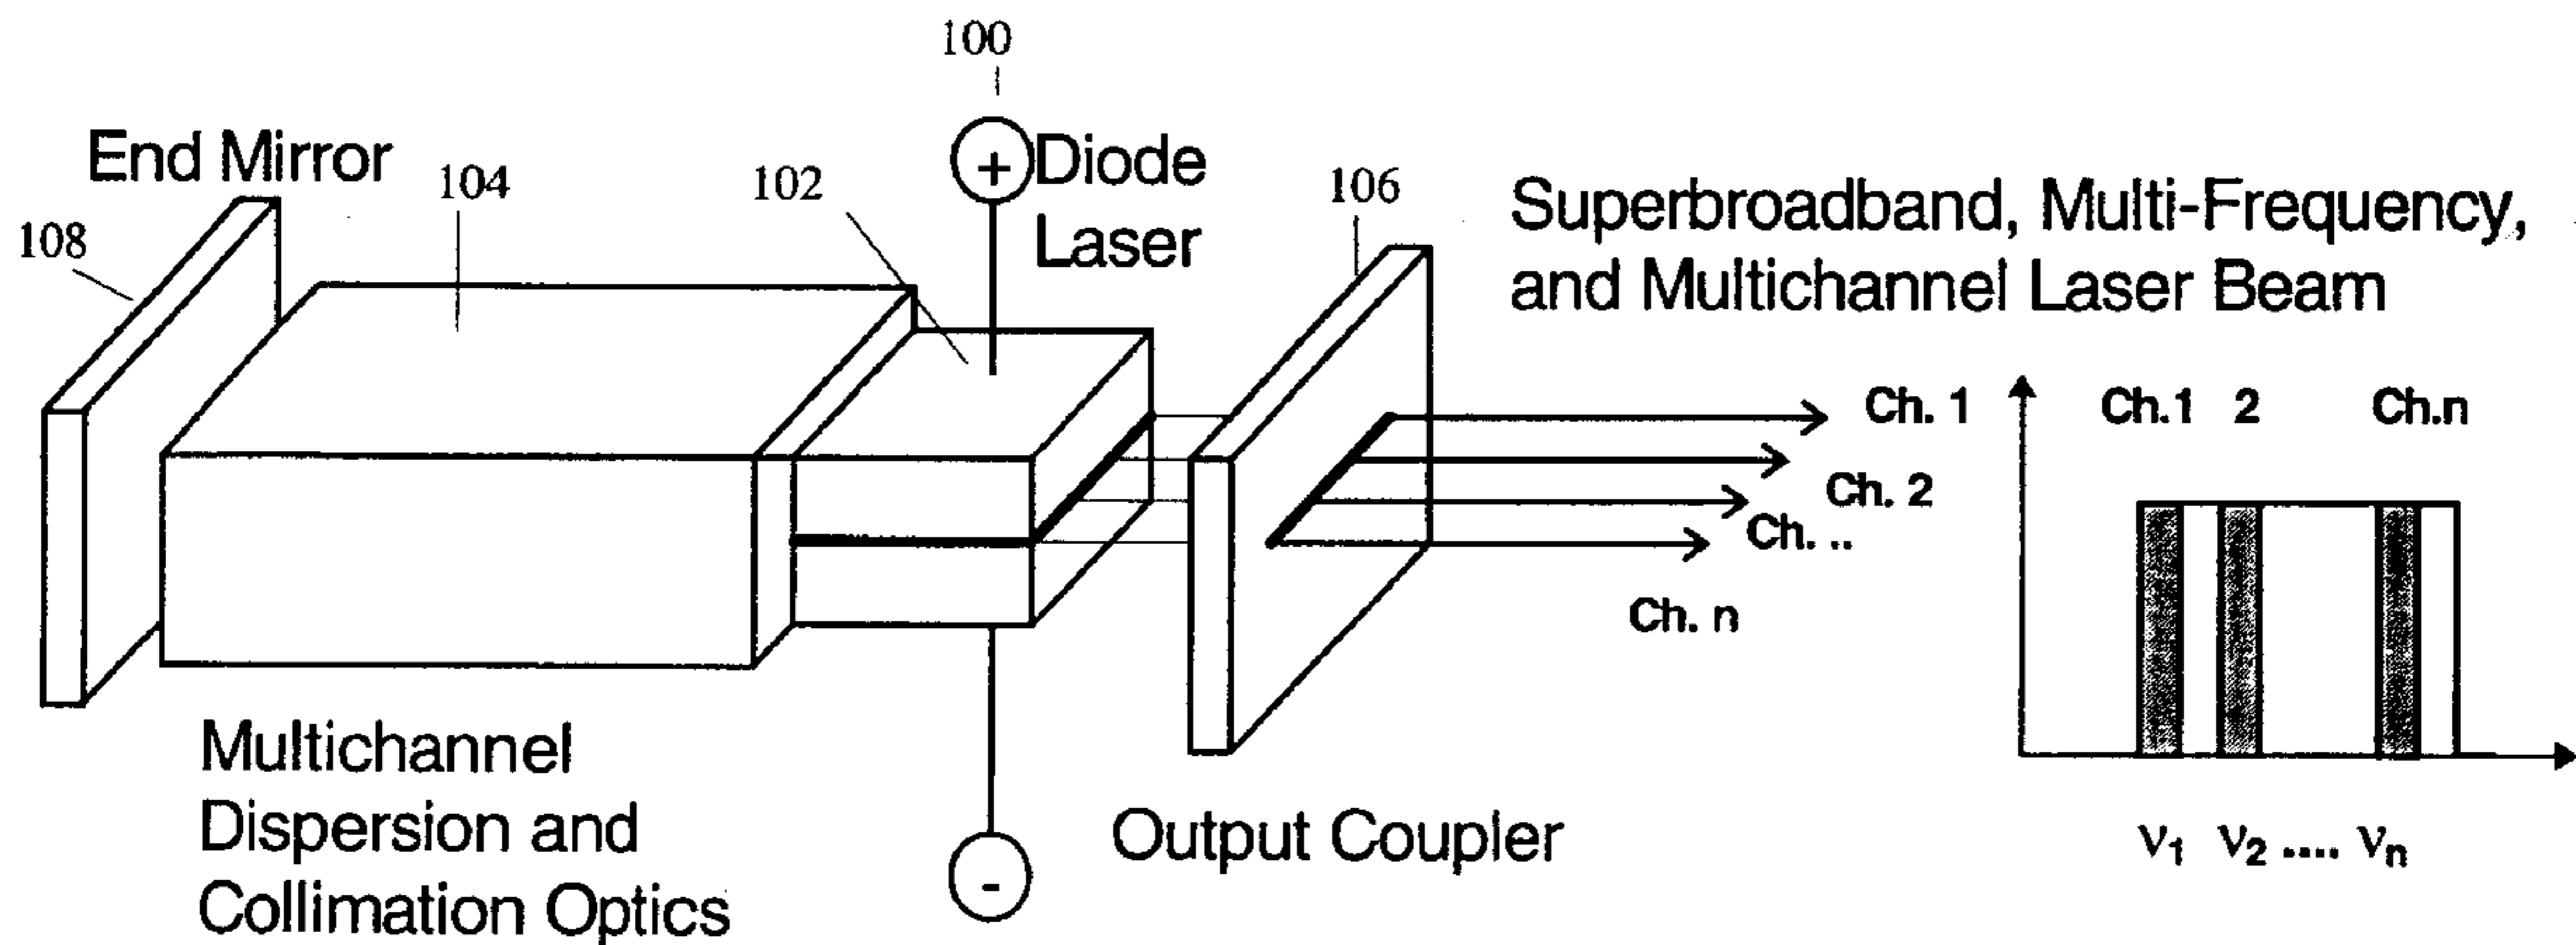 100
End Mirror
104
102
+
Diode
Laser
106
108
Superbroadband, Multi-Frequency,
and Multichannel Laser Beam
Ch. 1
Ch. 2
Ch. ..
Ch. n
Ch.1 2 Ch.n
ν1 ν2 .... νn
Multichannel
Dispersion and
Collimation Optics
-
Output Coupler